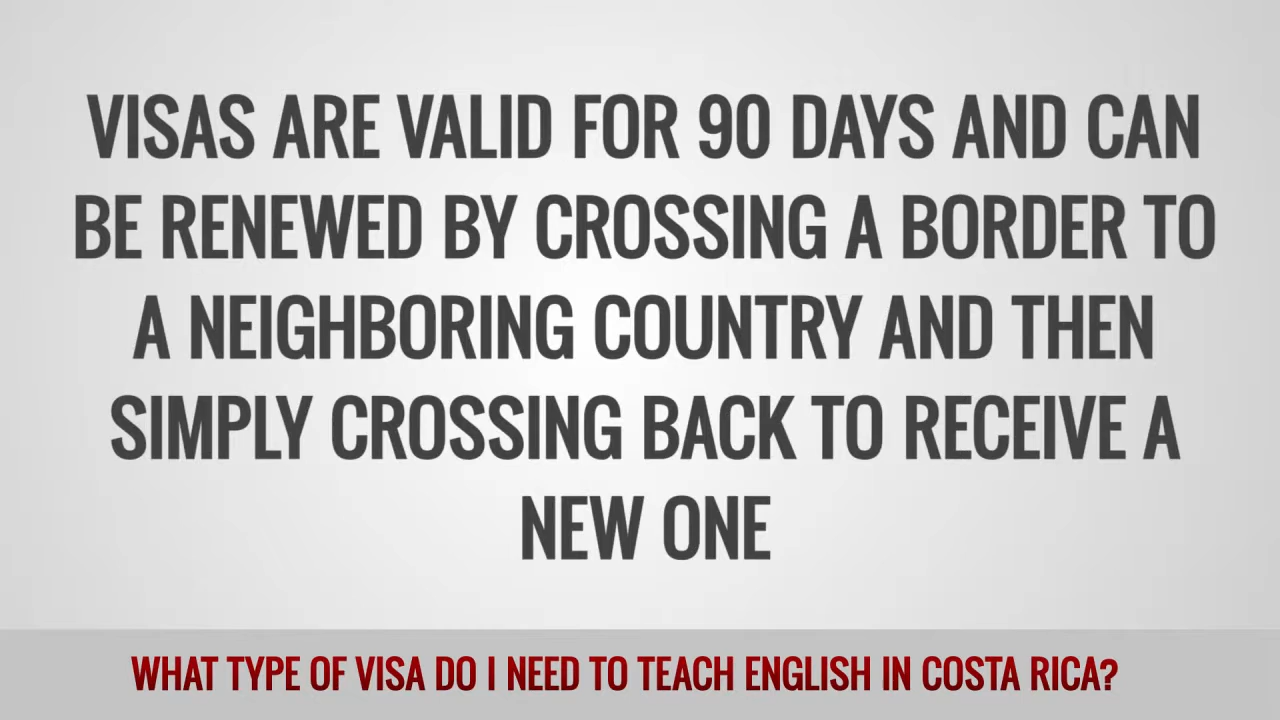 VISAS ARE VALID FOR 90 DAYS AND CAN
BE RENEWED BY CROSSING A BORDER TO
A NEIGHBORING COUNTRY AND THEN
SIMPLY CROSSING BACK TO RECEIVE A
NEW ONE
WHAT TYPE OF VISA DO I NEED TO TEACH ENGLISH IN COSTA RICA?